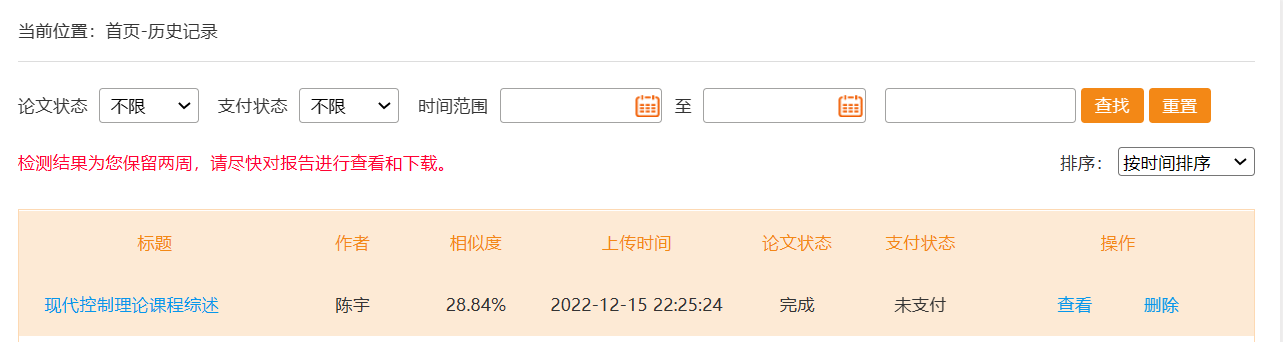 当前位置：首页-历史记录
论文状态 不限 支付状态 不限 时间范围 至 查找 重置
检测结果为您保留两周，请尽快对报告进行查看和下载。 排序： 按时间排序
标题 作者 相似度 上传时间 论文状态 支付状态 操作
现代控制理论课程综述 陈宇 28.84% 2022-12-15 22:25:24 完成 未支付 查看 删除